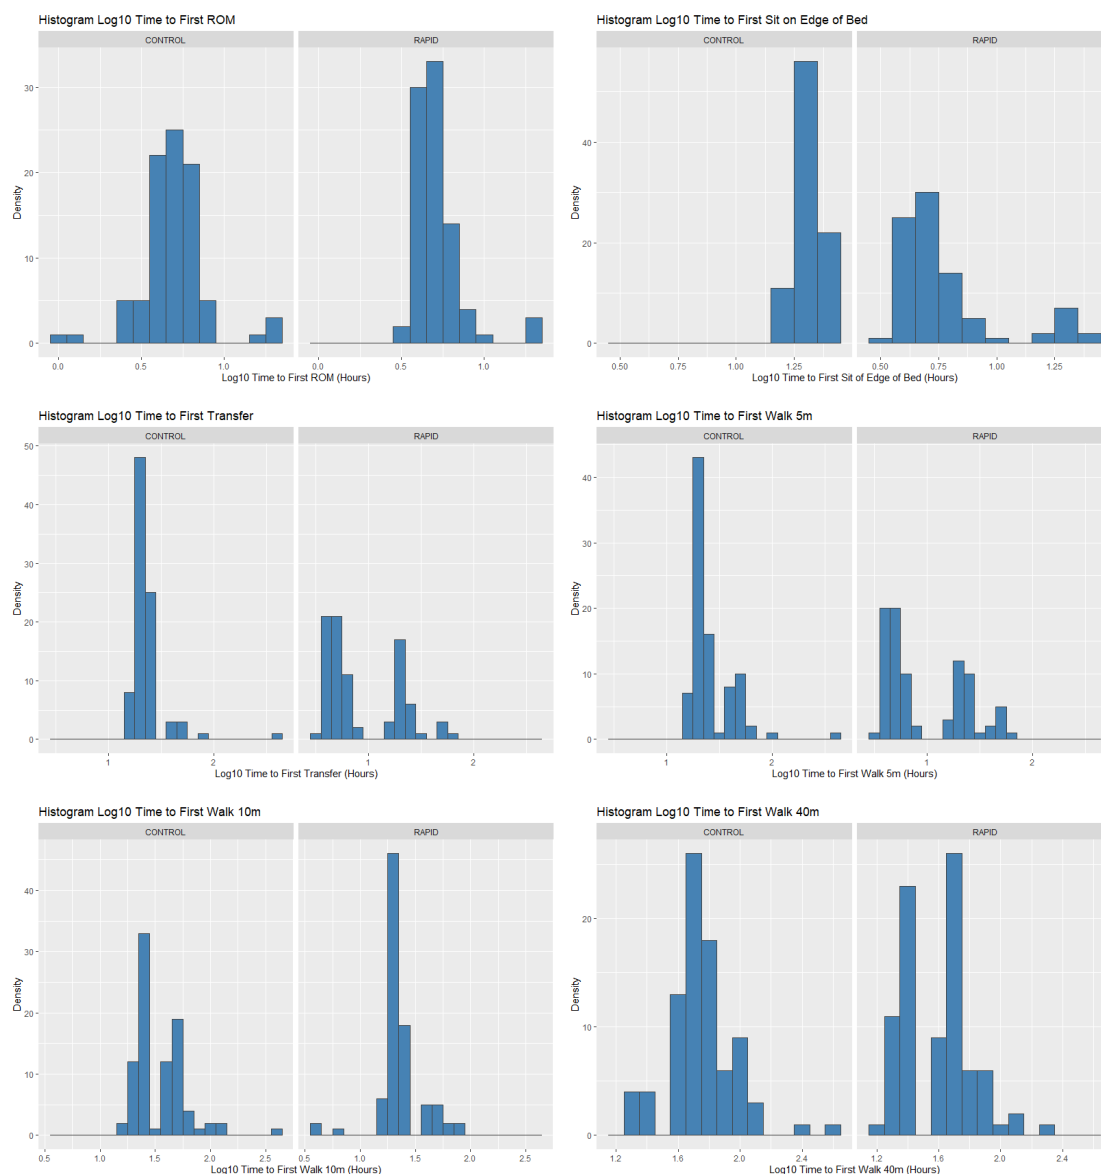 Histogram Log10 Time to First ROM
CONTROL RAPID
30
20
10
0
Density
0.0 0.5 1.0 0.5 1.0
0.0
Log10 Time to First ROM (Hours)
Histogram Log10 Time to First Sit on Edge of Bed
CONTROL RAPID
40
20
0
Density
0.50 0.75 1.00 1.25 0.50 0.75 1.00 1.25
Log10 Time to First Sit of Edge of Bed (Hours)
Histogram Log10 Time to First Transfer
CONTROL RAPID
50
40
30
20
10
0
Density
1 2 1 2
Log10 Time to First Transfer (Hours)
Histogram Log10 Time to First Walk 5m
CONTROL RAPID
40
30
20
10
0
Density
1 2 1 2
Log10 Time to First Walk 5m (Hours)
Histogram Log10 Time to First Walk 10m
CONTROL RAPID
40
30
20
10
0
Density
0.5 1.0 1.5 2.0 2.5 0.5 1.0 1.5 2.0 2.5
Log10 Time to First Walk 10m (Hours)
Histogram Log10 Time to First Walk 40m
CONTROL RAPID
20
10
0
Density
1.2 1.6 2.0 2.4 1.2 1.6 2.0 2.4
Log10 Time to First Walk 40m (Hours)